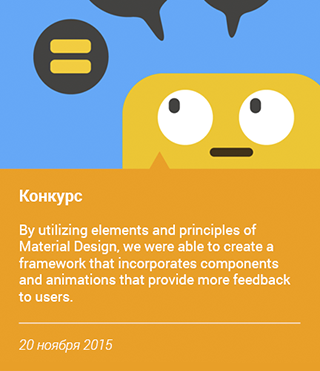 Конкурс
By utilizing elements and principles of
Material Design, we were able to create a
framework that incorporates components
and animations that provide more feedback
to users.
20 ноября 2015